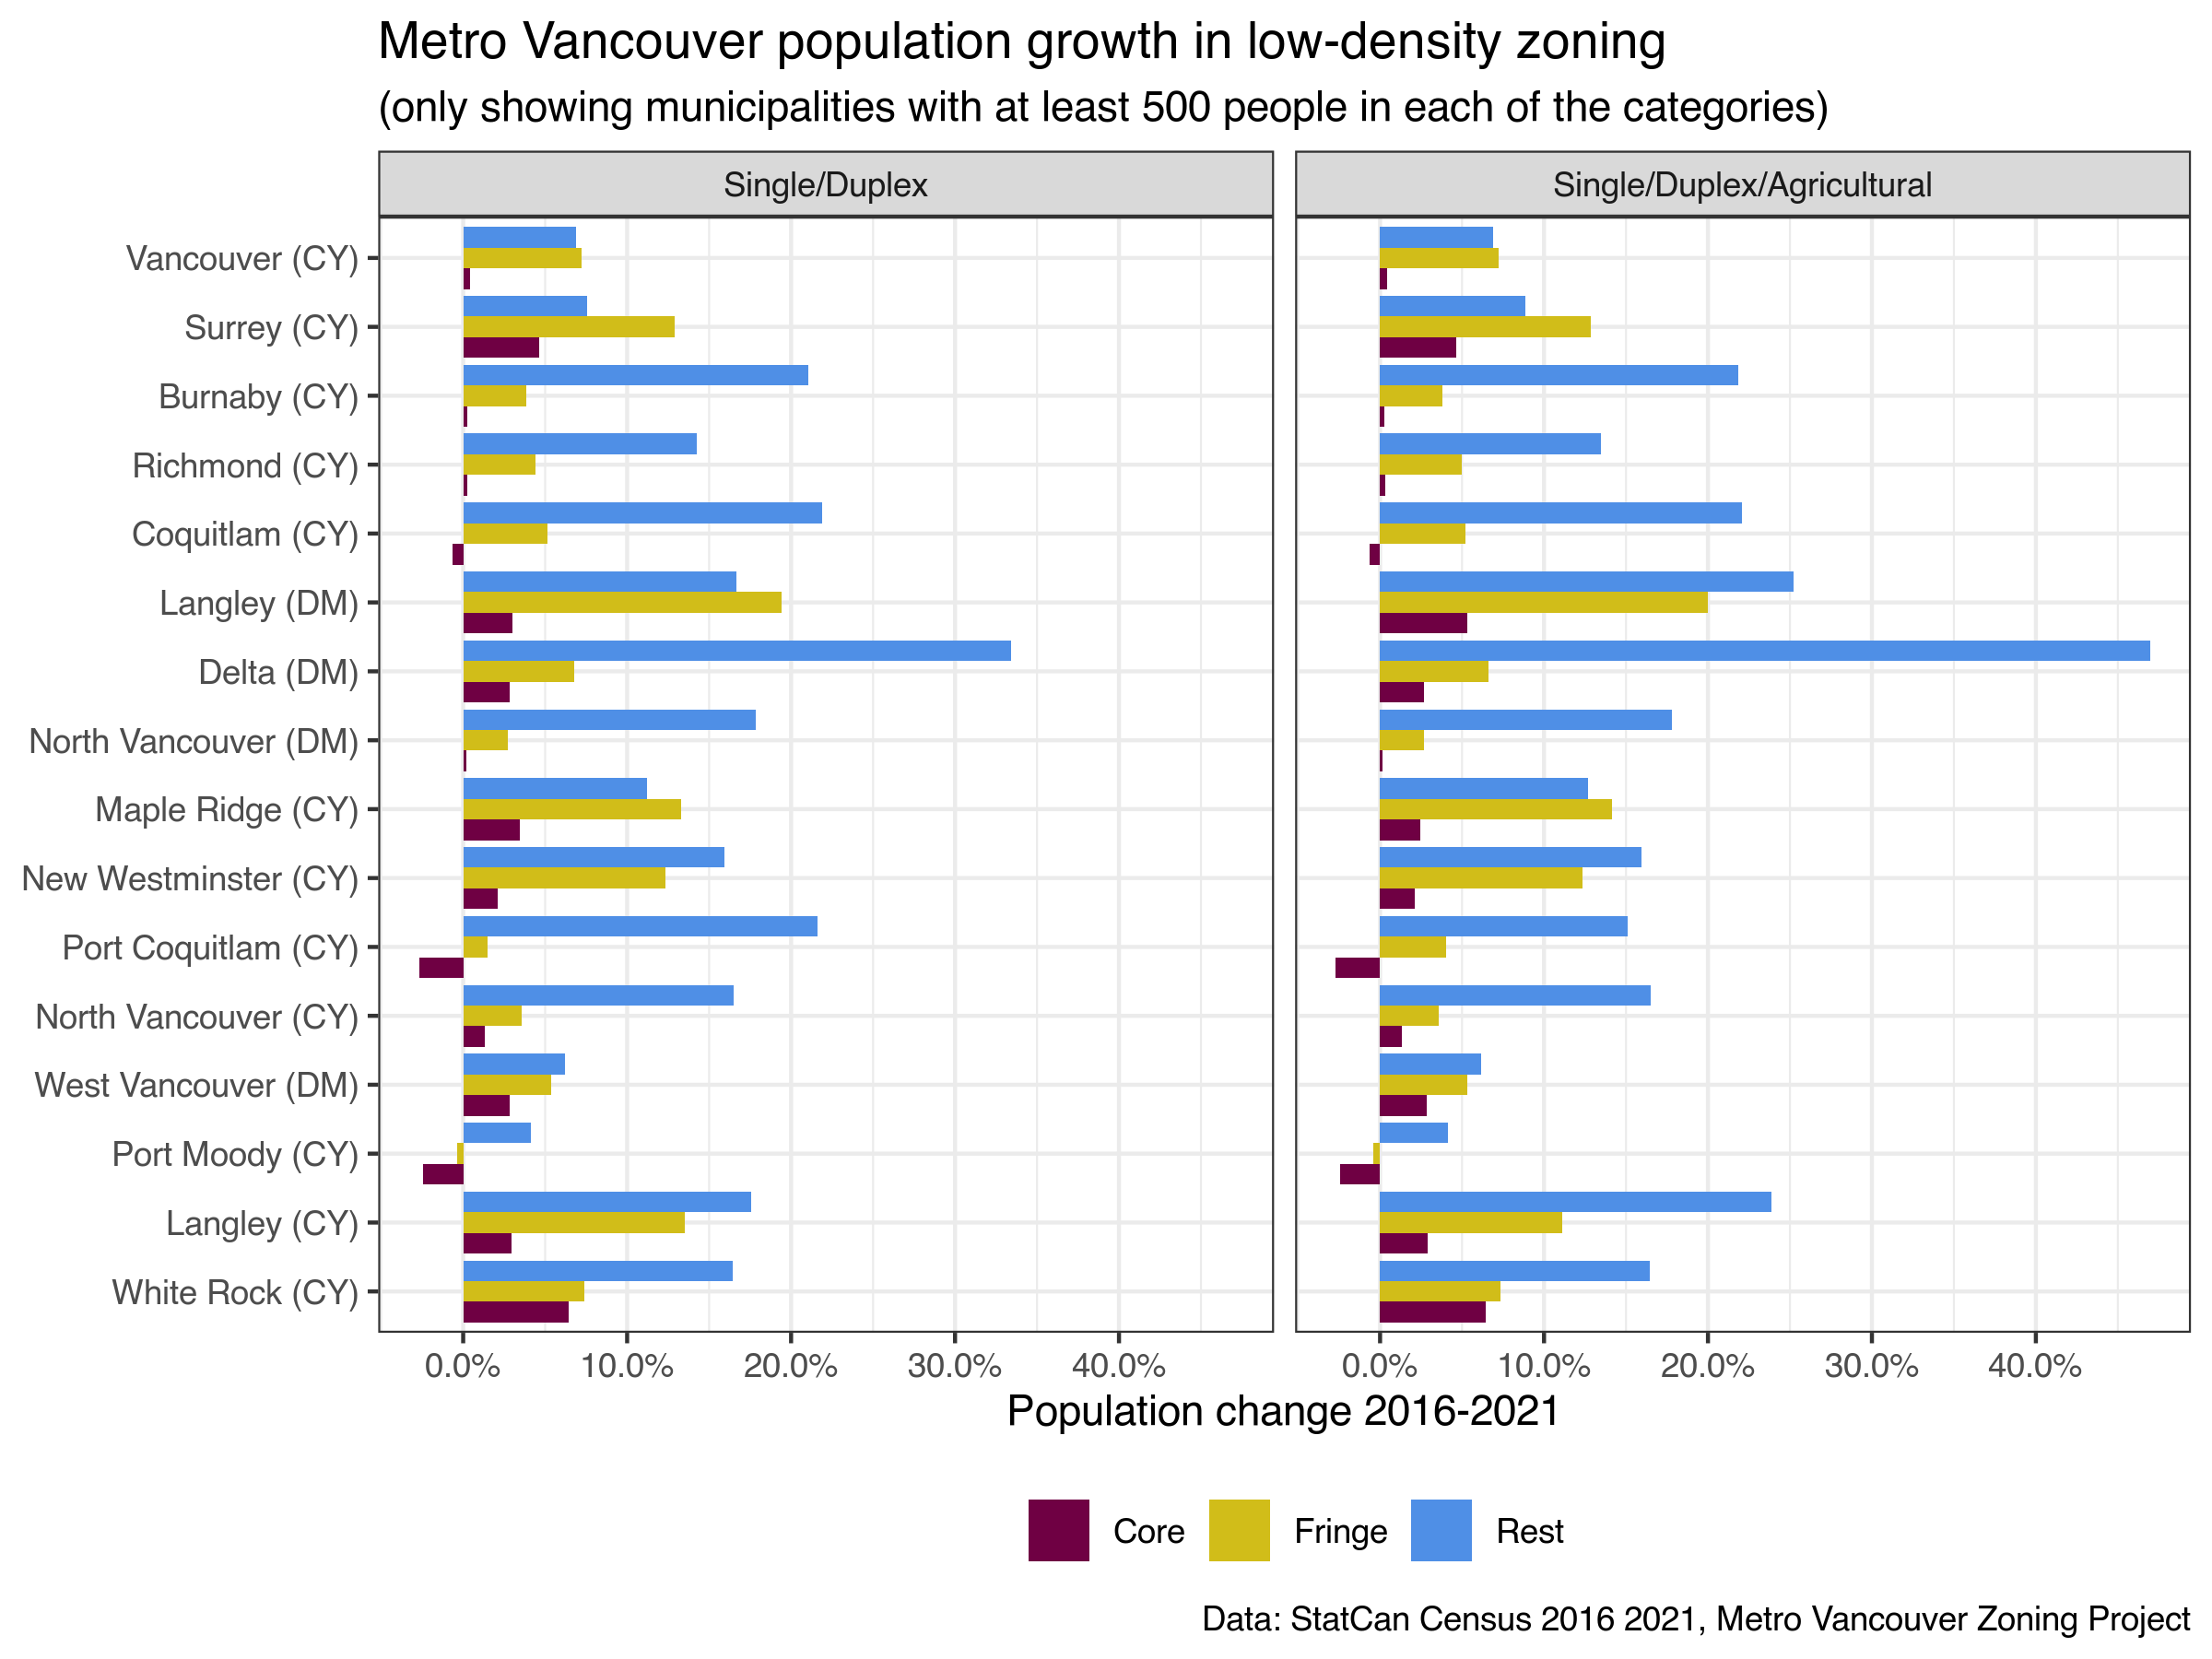 Metro Vancouver population growth in low-density zoning
(only showing municipalities with at least 500 people in each of the categories)
Single/Duplex
Single/Duplex/Agricultural
Vancouver (CY)
Surrey (CY)
Burnaby (CY)
Richmond (CY)
Coquitlam (CY)
Langley (DM)
Delta (DM)
North Vancouver (DM)
Maple Ridge (CY)
New Westminster (CY)
Port Coquitlam (CY)
North Vancouver (CY)
West Vancouver (DM)
Port Moody (CY)
Langley (CY)
White Rock (CY)
0.0% 10.0% 20.0% 30.0% 40.0% 0.0% 10.0% 20.0% 30.0% 40.0%
Population change 2016-2021
Core Fringe Rest
Data: StatCan Census 2016 2021, Metro Vancouver Zoning Project